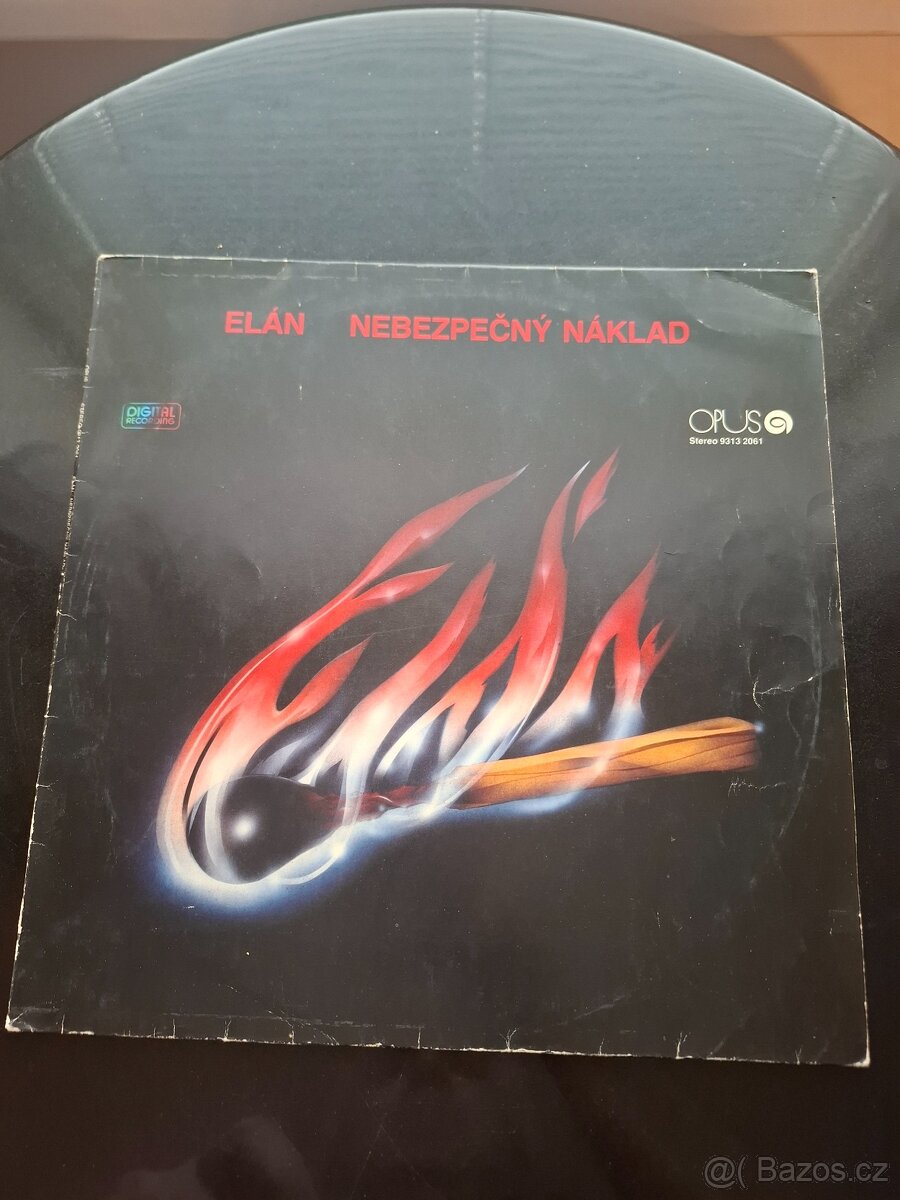 ELÁN NEBEZPEČNÝ NÁKLAD
DIGITAL
RECORDING
OPUS
Stereo 9313 2061
@( Bazos.cz